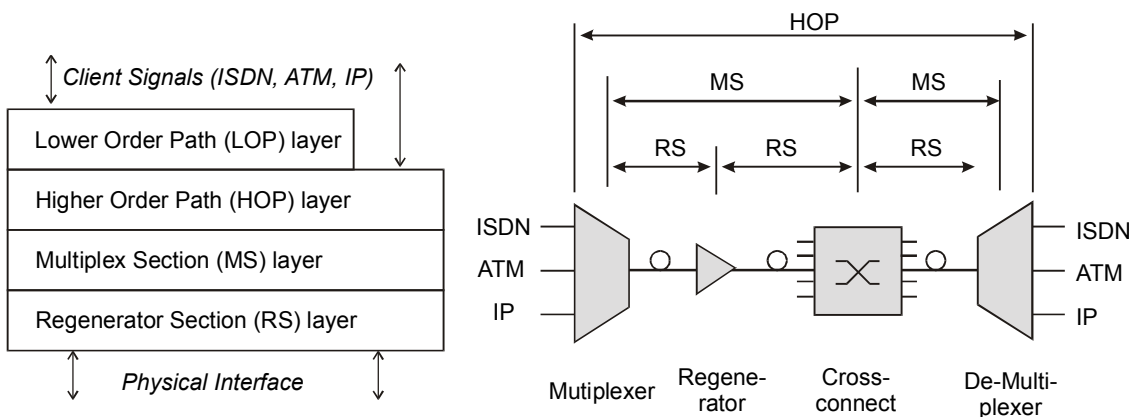 Client Signals (ISDN, ATM, IP)
Lower Order Path (LOP) layer
Higher Order Path (HOP) layer
Multiplex Section (MS) layer
Regenerator Section (RS) layer
Physical Interface
HOP
MS
MS
RS
RS
RS
ISDN
ATM
IP
ISDN
ATM
IP
Mutiplexer
Regene-
rator
Cross-
connect
De-Multi-
plexer